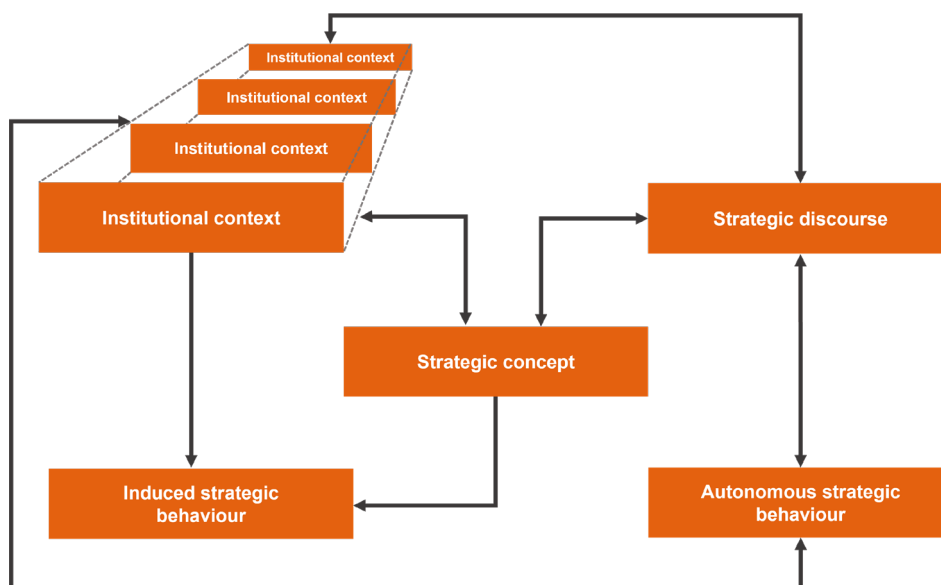 Institutional context
Institutional context
Institutional context
Institutional context
Strategic discourse
Strategic concept
Induced strategic
behaviour
Autonomous strategic
behaviour